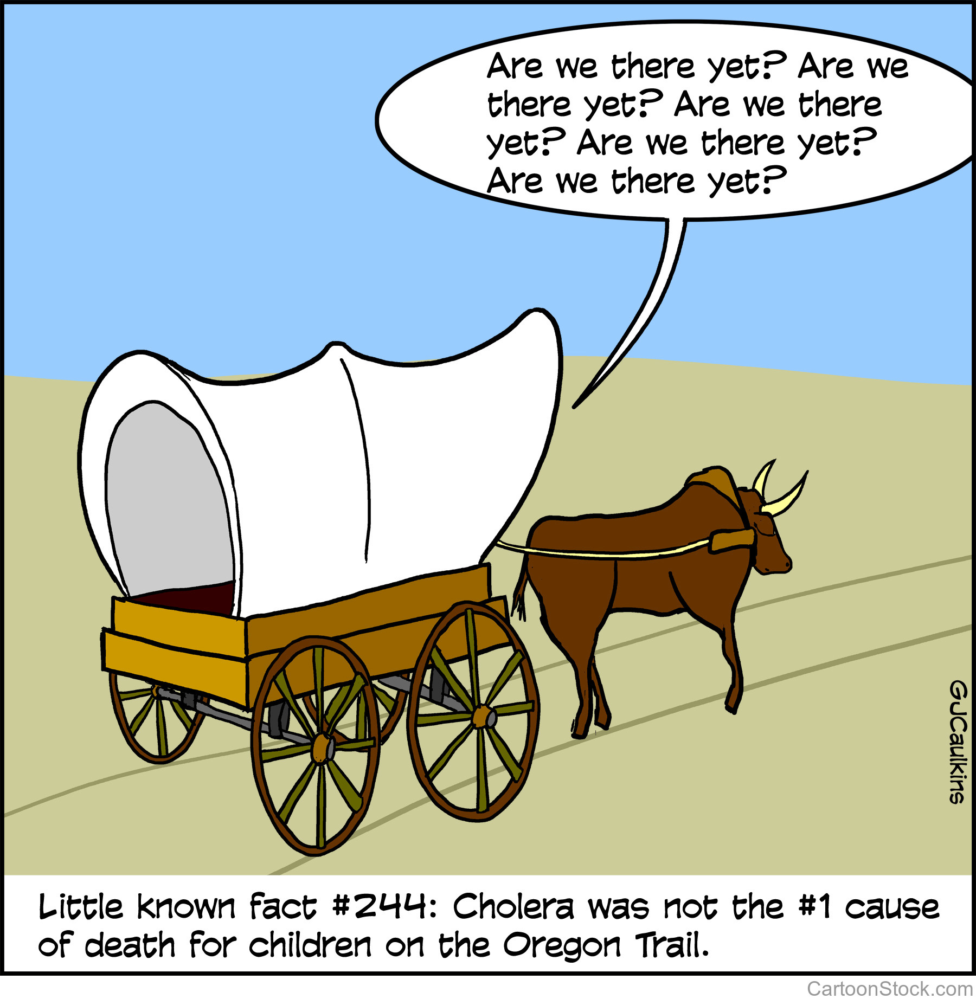 Are we there yet? Are we
there yet? Are we there
yet? Are we there yet?
Are we there yet?
GJCaulkins
Little known fact #244: Cholera was not the #1 cause
of death for children on the Oregon Trail.
CartoonStock.com